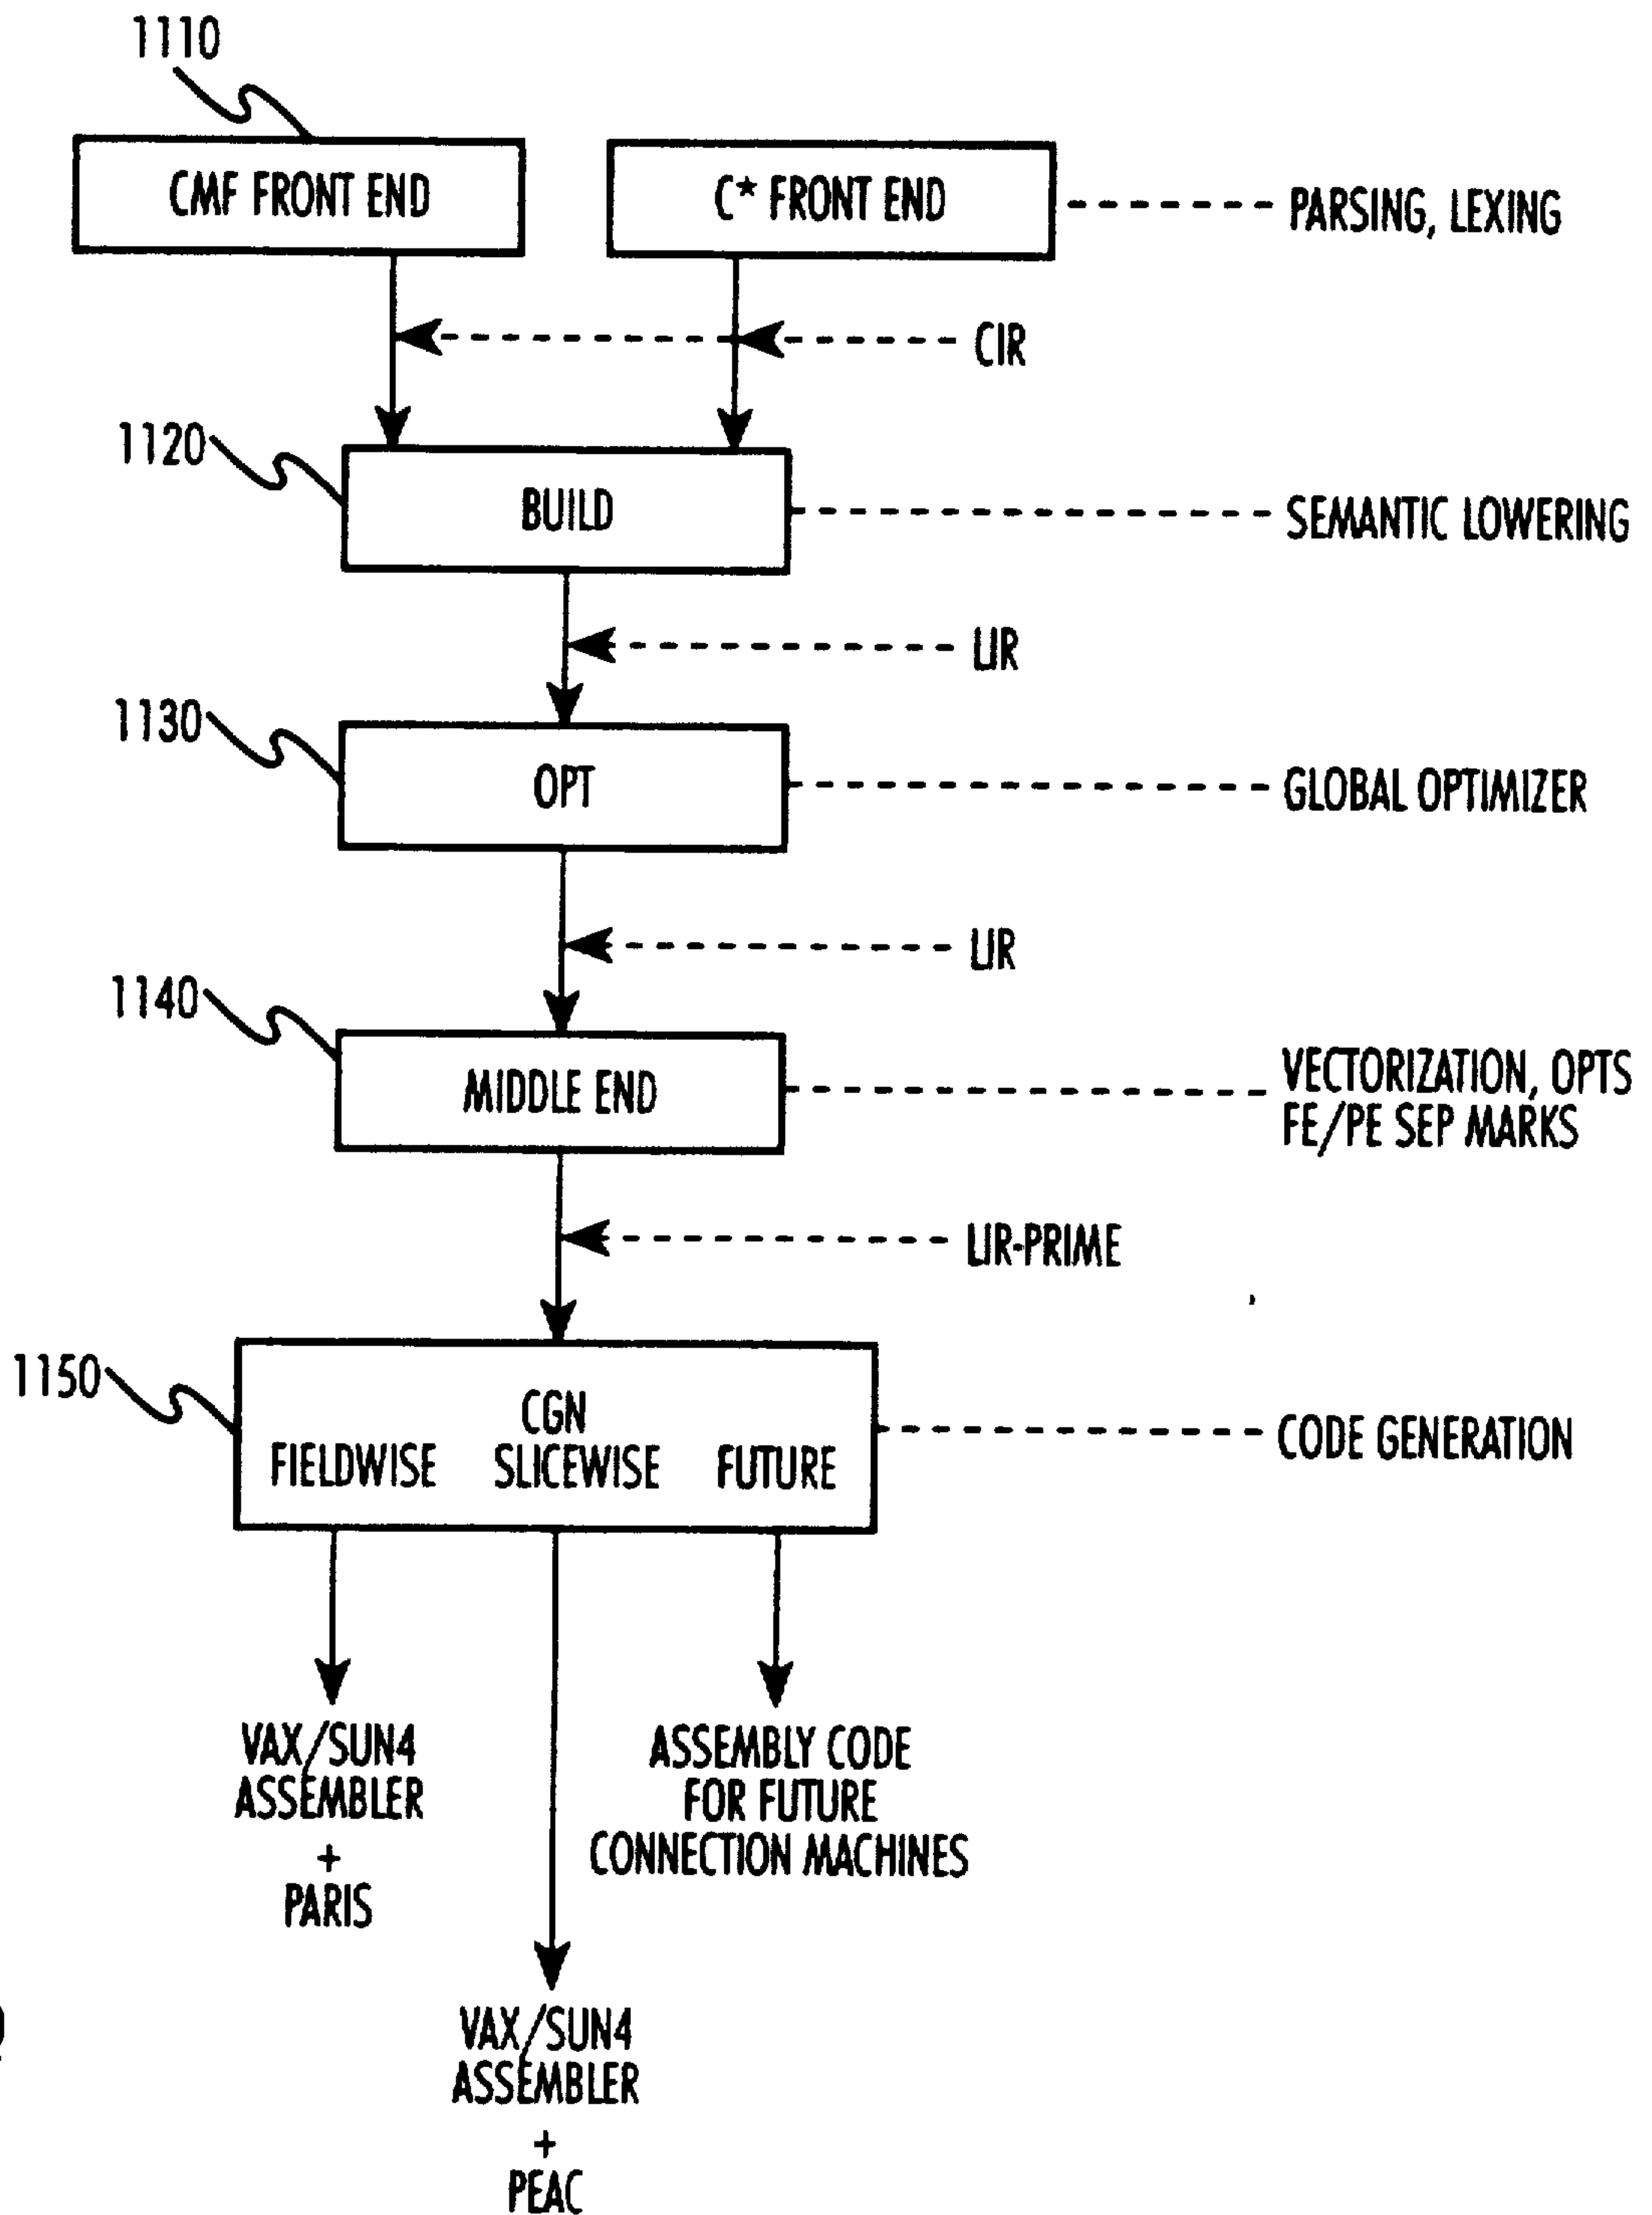 1110
CMF FRONT END
C* FRONT END
PARSING, LEXING
CIR
1120
BUILD
SEMANTIC LOWERING
LIR
1130
OPT
GLOBAL OPTIMIZER
LIR
1140
MIDDLE END
VECTORIZATION, OPTS
FE/PE SEP MARKS
LIR-PRIME
1150
CGN
FIELDWISE SLICEWISE FUTURE
CODE GENERATION
VAX/SUN4
ASSEMBLER
+
PARIS
ASSEMBLY CODE
FOR FUTURE
CONNECTION MACHINES
VAX/SUN4
ASSEMBLER
+
PEAC